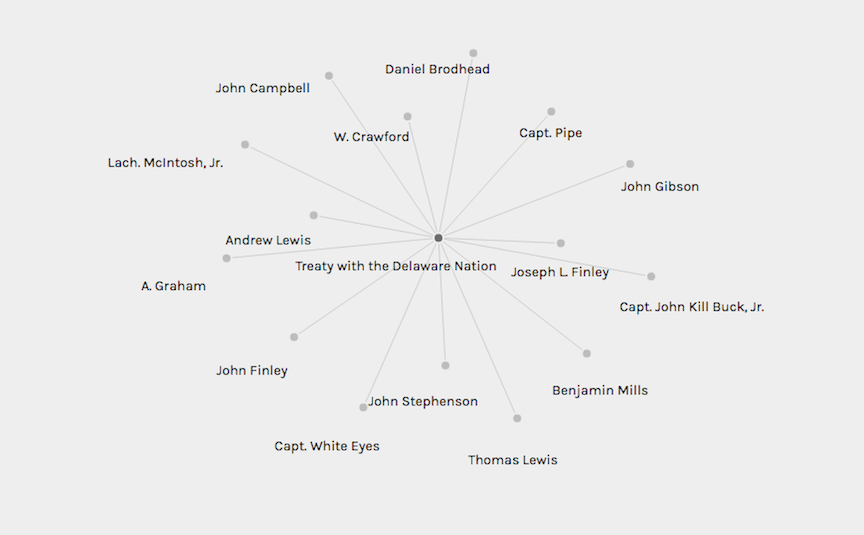 Daniel Brodhead
John Campbell
W. Crawford
Capt. Pipe
Lach. McIntosh, Jr.
John Gibson
Andrew Lewis
Treaty with the Delaware Nation
Joseph L. Finley
A. Graham
Capt. John Kill Buck, Jr.
John Finley
Benjamin Mills
John Stephenson
Capt. White Eyes
Thomas Lewis